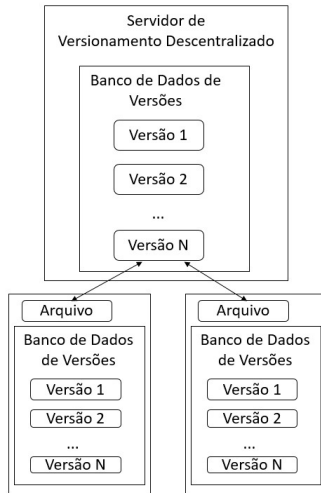 Servidor de
Versionamento Descentralizado
Banco de Dados de
Versões
Versão 1
Versão 2
...
Versão N
Arquivo
Banco de Dados
de Versões
Versão 1
Versão 2
...
Versão N
Arquivo
Banco de Dados
de Versões
Versão 1
Versão 2
...
Versão N